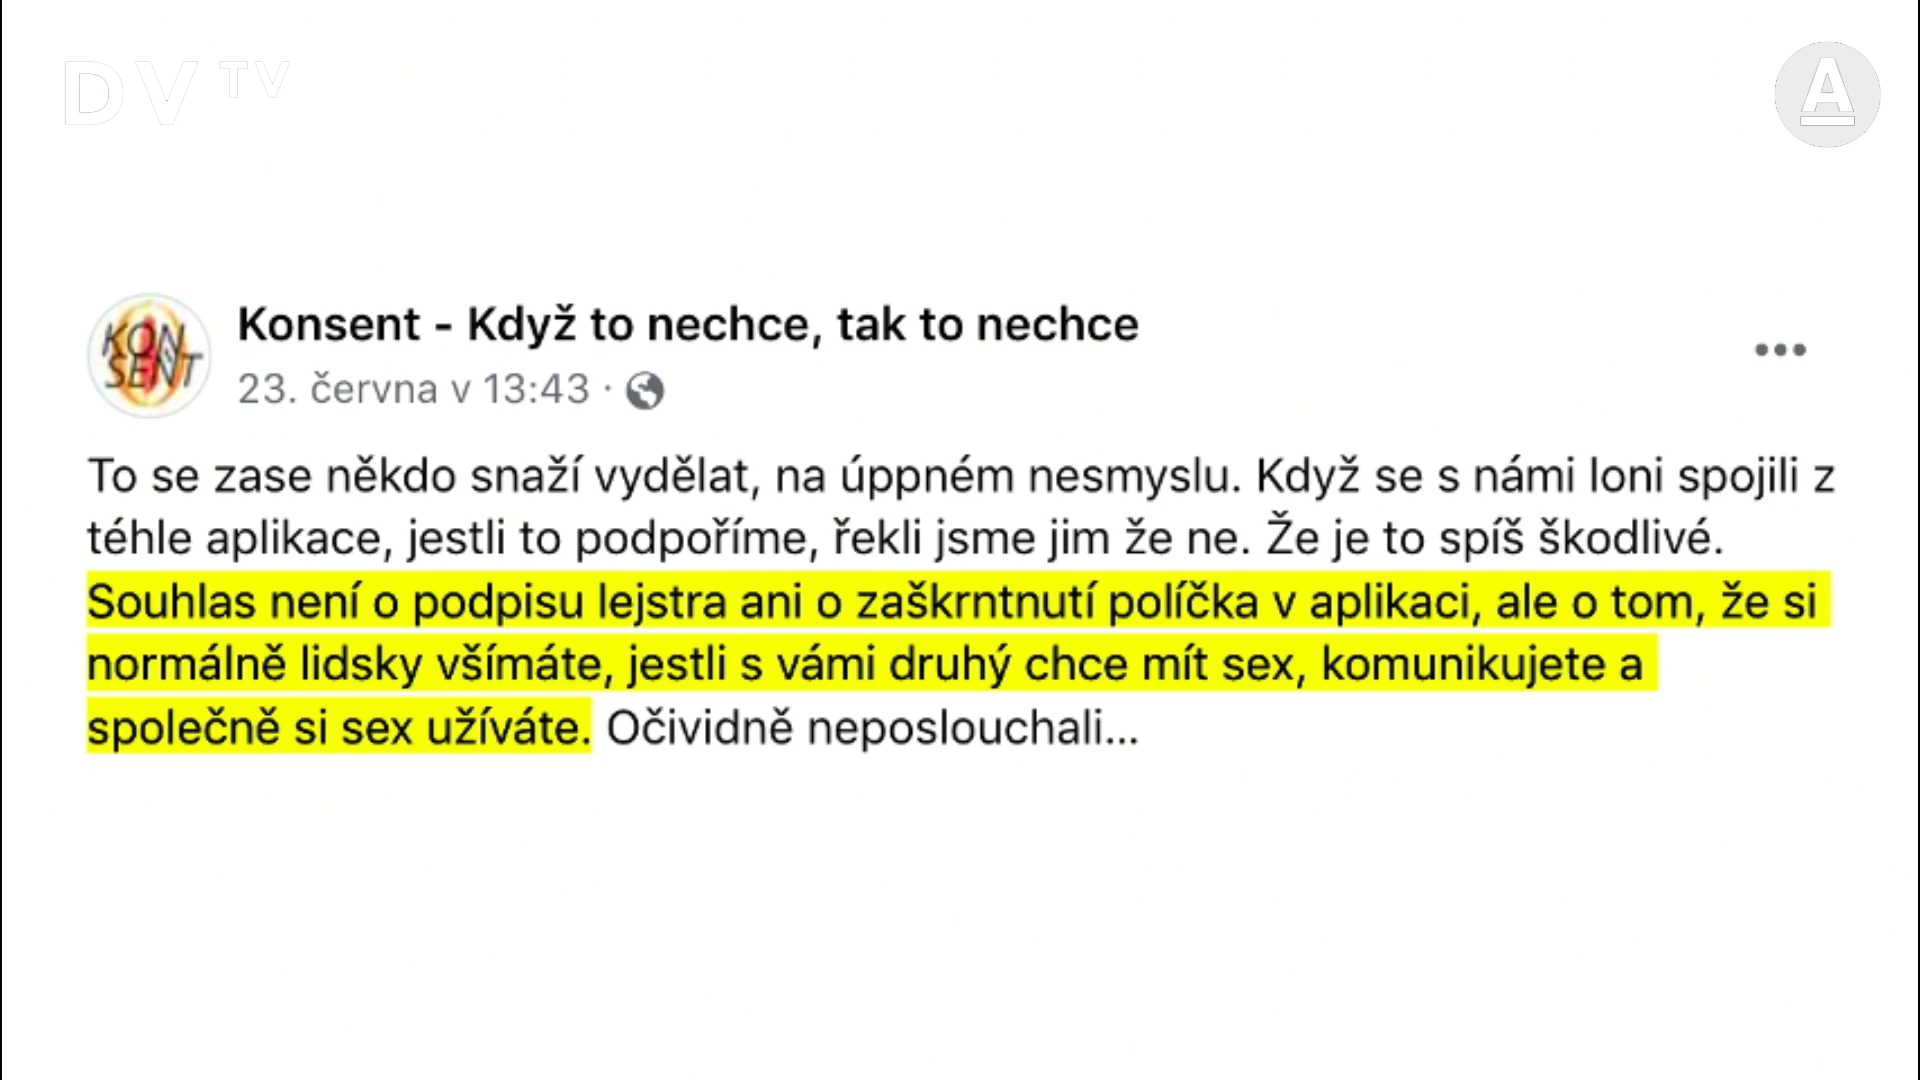 DVTV
A
KON
SENT
Konsent - Když to nechce, tak to nechce
23. června v 13:43 ·
To se zase někdo snaží vydělat, na úppném nesmyslu. Když se s námi loni spojili z
téhle aplikace, jestli to podpoříme, řekli jsme jim že ne. Že je to spíš škodlivé.
Souhlas není o podpisu lejstra ani o zaškrntnutí políčka v aplikaci, ale o tom, že si
normálně lidsky všímáte, jestli s vámi druhý chce mít sex, komunikujete a
společně si sex užíváte. Očividně neposlouchali...